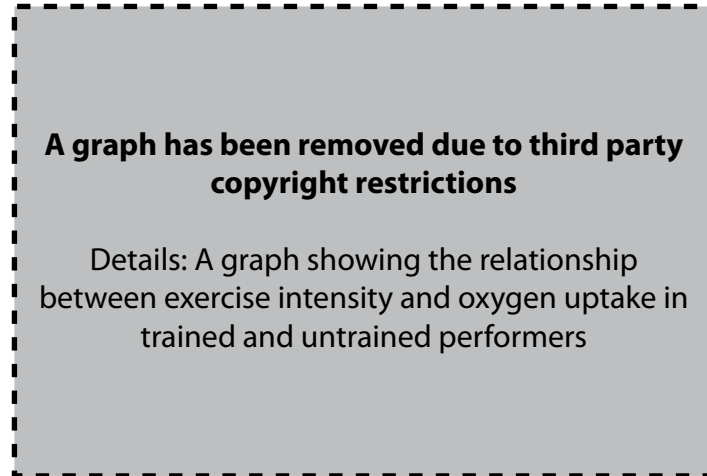 A graph has been removed due to third party
copyright restrictions
Details: A graph showing the relationship
between exercise intensity and oxygen uptake in
trained and untrained performers